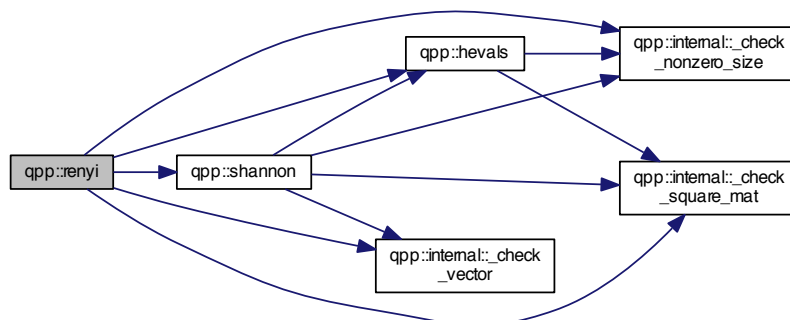 qpp::renyi
qpp::shannon
qpp::hevals
qpp::internal::_check
_vector
qpp::internal::_check
_nonzero_size
qpp::internal::_check
_square_mat